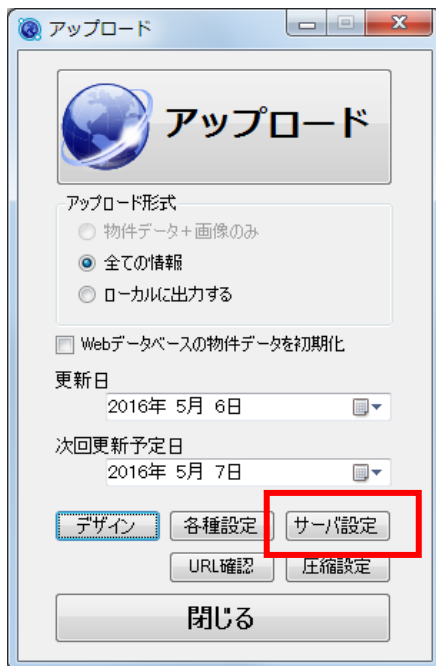 アップロード
アップロード
アップロード形式
物件データ+画像のみ
全ての情報
ローカルに出力する
Webデータベースの物件データを初期化
更新日
2016年 5月 6日
次回更新予定日
2016年 5月 7日
デザイン 各種設定 サーバ設定
URL確認 圧縮設定
閉じる